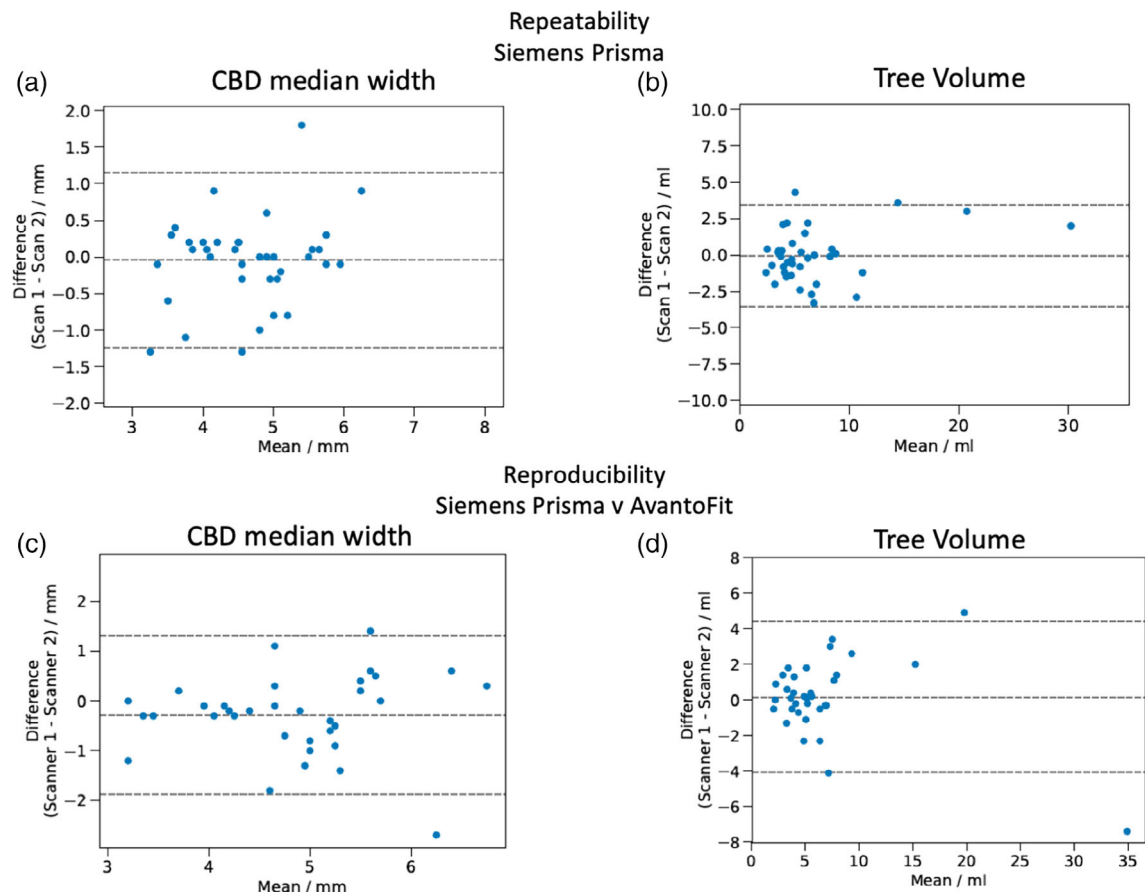 Repeatability
Siemens Prisma
(a)
CBD median width
2.0
1.5
1.0
0.5
0.0
−0.5
−1.0
−1.5
−2.0
Difference
(Scan 1 - Scan 2) / mm
3 4 5 6 7 8
Mean / mm
(b)
Tree Volume
10.0
7.5
5.0
2.5
0.0
−2.5
−5.0
−7.5
−10.0
Difference
(Scan 1 - Scan 2) / ml
0 10 20 30
Mean / ml
Reproducibility
Siemens Prisma v AvantoFit
(c)
CBD median width
2
1
0
−1
−2
Difference
(Scanner 1 - Scanner 2) / mm
3 4 5 6
Mean / mm
(d)
Tree Volume
8
6
4
2
0
−2
−4
−6
−8
Difference
(Scanner 1 - Scanner 2) / ml
0 5 10 15 20 25 30 35
Mean / ml